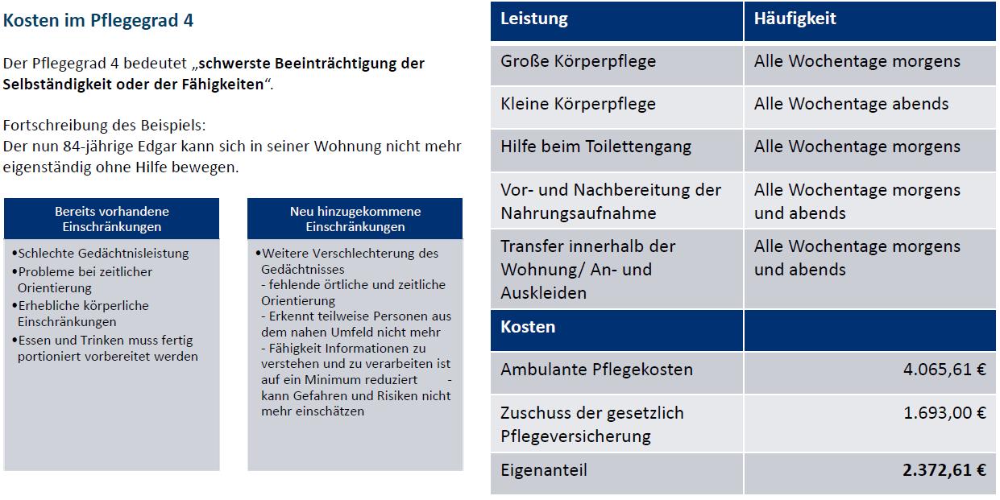 Kosten im Pflegegrad 4
Der Pflegegrad 4 bedeutet „schwerste Beeinträchtigung der
Selbständigkeit oder der Fähigkeiten“.
Fortschreibung des Beispiels:
Der nun 84-jährige Edgar kann sich in seiner Wohnung nicht mehr
eigenständig ohne Hilfe bewegen.
Bereits vorhandene
Einschränkungen
•Schlechte Gedächtnisleistung
•Probleme bei zeitlicher
Orientierung
•Erhebliche körperliche
Einschränkungen
•Essen und Trinken muss fertig
portioniert vorbereitet werden
Neu hinzugekommene
Einschränkungen
•Weitere Verschlechterung des
Gedächtnisses
- fehlende örtliche und zeitliche
Orientierung
- Erkennt teilweise Personen aus
dem nahen Umfeld nicht mehr
- Fähigkeit Informationen zu
verstehen und zu verarbeiten ist
auf ein Minimum reduziert -
kann Gefahren und Risiken nicht
mehr einschätzen
Leistung Häufigkeit
Große Körperpflege Alle Wochentage morgens
Kleine Körperpflege Alle Wochentage abends
Hilfe beim Toilettengang Alle Wochentage morgens
Vor- und Nachbereitung der Alle Wochentage morgens
Nahrungsaufnahme und abends
Transfer innerhalb der Alle Wochentage morgens
Wohnung/ An- und und abends
Auskleiden
Kosten
Ambulante Pflegekosten 4.065,61 €
Zuschuss der gesetzlich 1.693,00 €
Pflegeversicherung
Eigenanteil 2.372,61 €